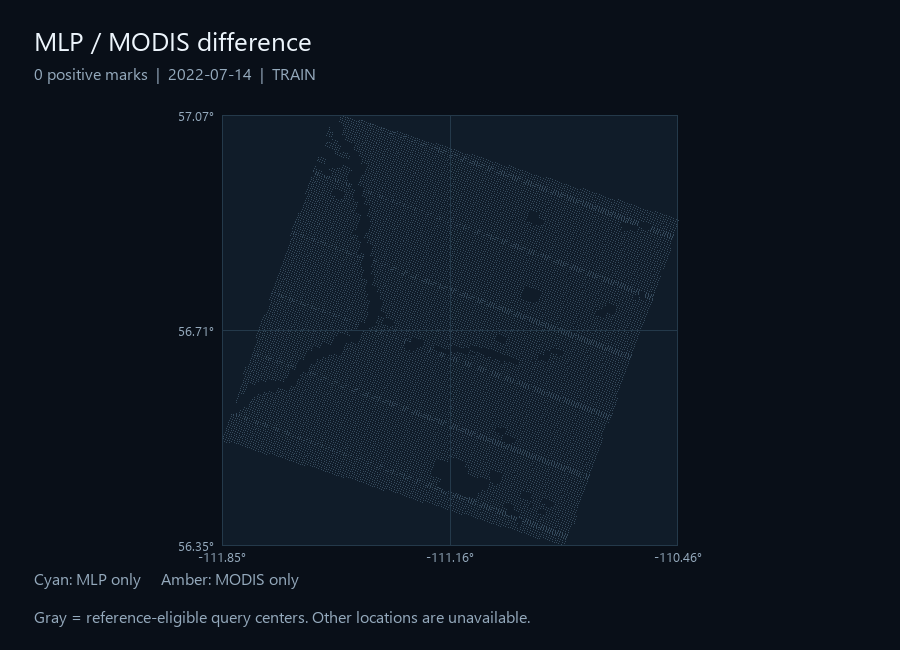 MLP / MODIS difference
0 positive marks | 2022-07-14 | TRAIN
57.07°
56.71°
56.35°
-111.85° -111.16° -110.46°
Cyan: MLP only Amber: MODIS only
Gray = reference-eligible query centers. Other locations are unavailable.